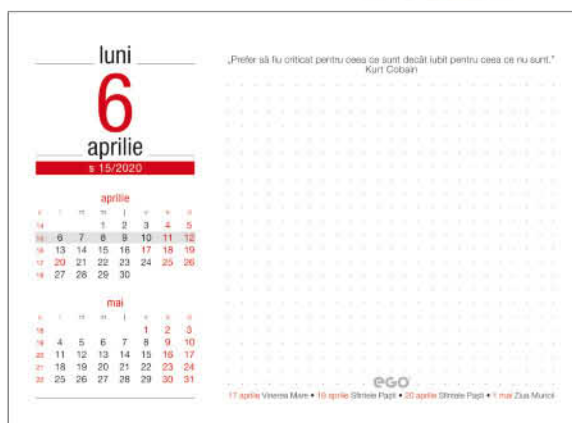 luni
6
aprilie
s 15/2020
„Prefer să fiu criticat pentru ceea ce sunt decât iubit pentru ceea ce nu sunt."
Kurt Cobain
aprilie
s l m m j v s d
14 1 2 3 4 5
15 6 7 8 9 10 11 12
16 13 14 15 16 17 18 19
17 20 21 22 23 24 25 26
18 27 28 29 30
mai
s l m m j v s d
18 1 2 3
19 4 5 6 7 8 9 10
20 11 12 13 14 15 16 17
21 18 19 20 21 22 23 24
22 25 26 27 28 29 30 31
eGO
17 aprilie Vinerea Mare • 19 aprilie Sfintele Paști • 20 aprilie Sfintele Paști • 1 mai Ziua Muncii